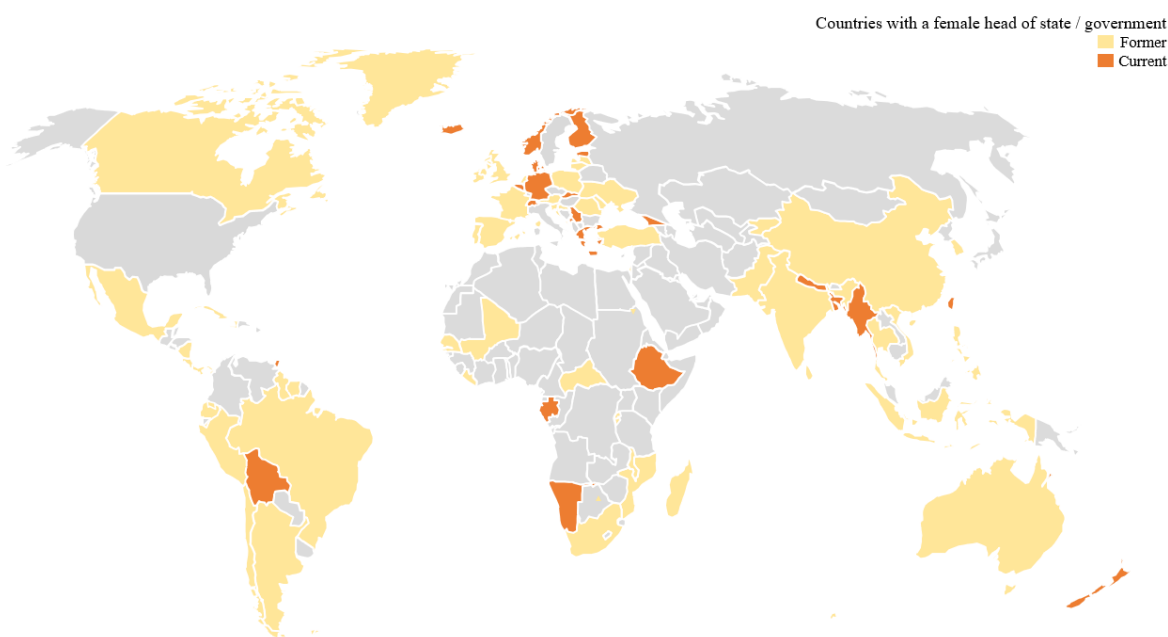 Countries with a female head of state / government
Former
Current